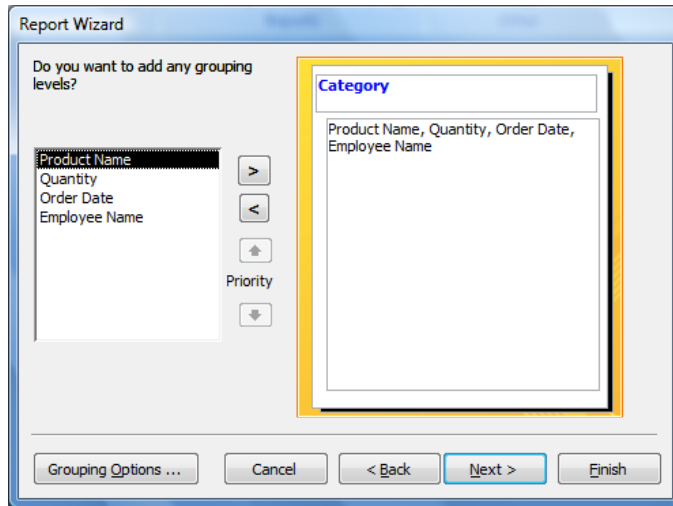 Report Wizard
Do you want to add any grouping
levels?
Product Name
Quantity
Order Date
Employee Name
>
<
Priority
Category
Product Name, Quantity, Order Date,
Employee Name
Grouping Options ...
Cancel
< Back
Next >
Finish